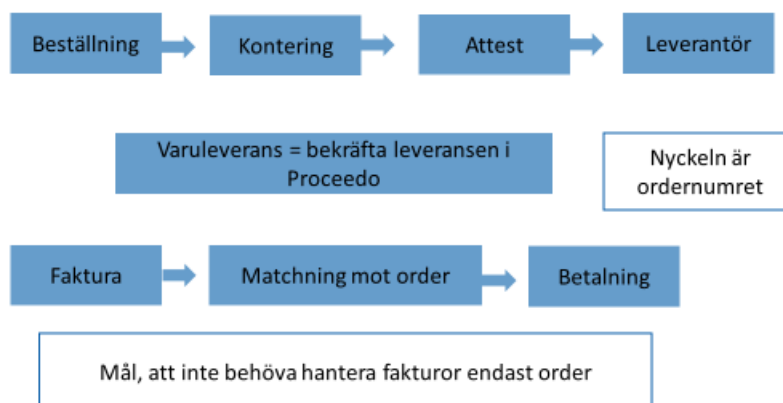 Beställning
Kontering
Attest
Leverantör
Varuleverans = bekräfta leveransen i
Proceedo
Nyckeln är
ordernumret
Faktura
Matchning mot order
Betalning
Mål, att inte behöva hantera fakturor endast order